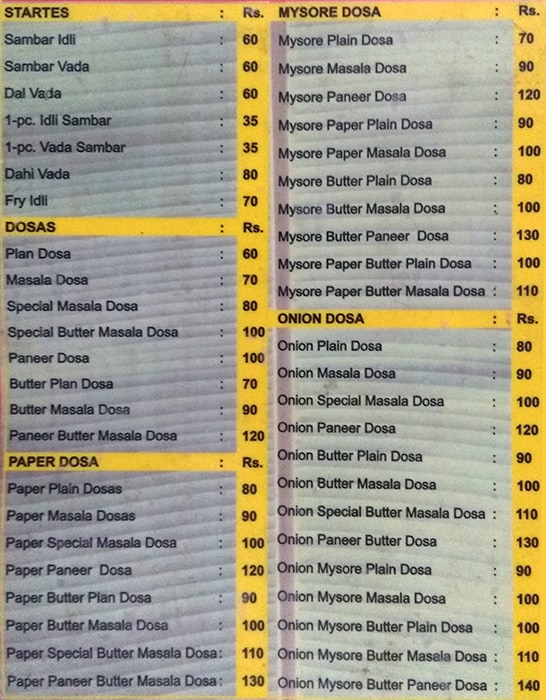 STARTES : Rs.
Sambar Idli : 60
Sambar Vada : 60
Dal Vada : 60
1-pc. Idli Sambar : 35
1-pc. Vada Sambar : 35
Dahi Vada : 80
Fry Idli : 70
DOSAS : Rs.
Plan Dosa : 60
Masala Dosa : 70
Special Masala Dosa : 80
Special Butter Masala Dosa : 100
Paneer Dosa : 100
Butter Plan Dosa : 70
Butter Masala Dosa : 90
Paneer Butter Masala Dosa : 120
PAPER DOSA : Rs.
Paper Plain Dosas : 80
Paper Masala Dosas : 90
Paper Special Masala Dosa : 100
Paper Paneer Dosa : 120
Paper Butter Plan Dosa : 90
Paper Butter Masala Dosa : 100
Paper Special Butter Masala Dosa : 110
Paper Paneer Butter Masala Dosa : 130
MYSORE DOSA : Rs.
Mysore Plain Dosa : 70
Mysore Masala Dosa : 90
Mysore Paneer Dosa : 120
Mysore Paper Plain Dosa : 90
Mysore Paper Masala Dosa : 100
Mysore Butter Plain Dosa : 80
Mysore Butter Masala Dosa : 100
Mysore Butter Paneer Dosa : 130
Mysore Paper Butter Plain Dosa : 100
Mysore Paper Butter Masala Dosa : 110
ONION DOSA : Rs.
Onion Plain Dosa : 80
Onion Masala Dosa : 90
Onion Special Masala Dosa : 100
Onion Paneer Dosa : 120
Onion Butter Plain Dosa : 90
Onion Butter Masala Dosa : 100
Onion Special Butter Masala Dosa : 110
Onion Paneer Butter Dosa : 130
Onion Mysore Plain Dosa : 90
Onion Mysore Masala Dosa : 100
Onion Mysore Butter Plain Dosa : 100
Onion Mysore Butter Masala Dosa : 110
Onion Mysore Butter Paneer Dosa : 140